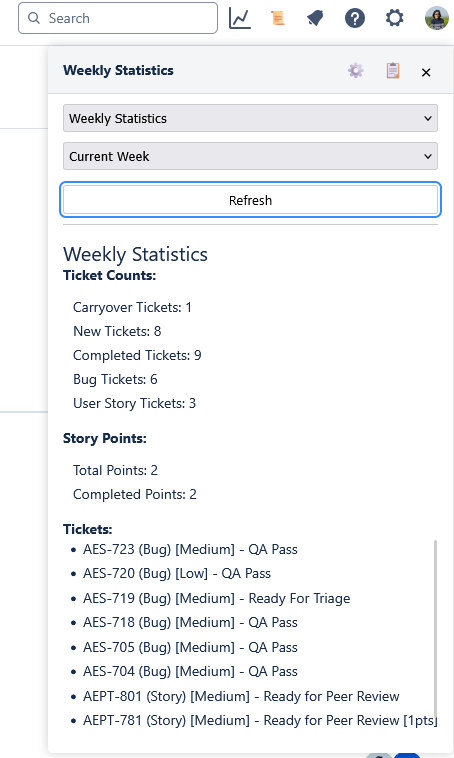 Search
Weekly Statistics
Weekly Statistics
Current Week
Refresh
Weekly Statistics
Ticket Counts:
Carryover Tickets: 1
New Tickets: 8
Completed Tickets: 9
Bug Tickets: 6
User Story Tickets: 3
Story Points:
Total Points: 2
Completed Points: 2
Tickets:
• AES-723 (Bug) [Medium] - QA Pass
• AES-720 (Bug) [Low] - QA Pass
• AES-719 (Bug) [Medium] - Ready For Triage
• AES-718 (Bug) [Medium] - QA Pass
• AES-705 (Bug) [Medium] - QA Pass
• AES-704 (Bug) [Medium] - QA Pass
• AEPT-801 (Story) [Medium] - Ready for Peer Review
• AEPT-781 (Story) [Medium] - Ready for Peer Review [1pts]